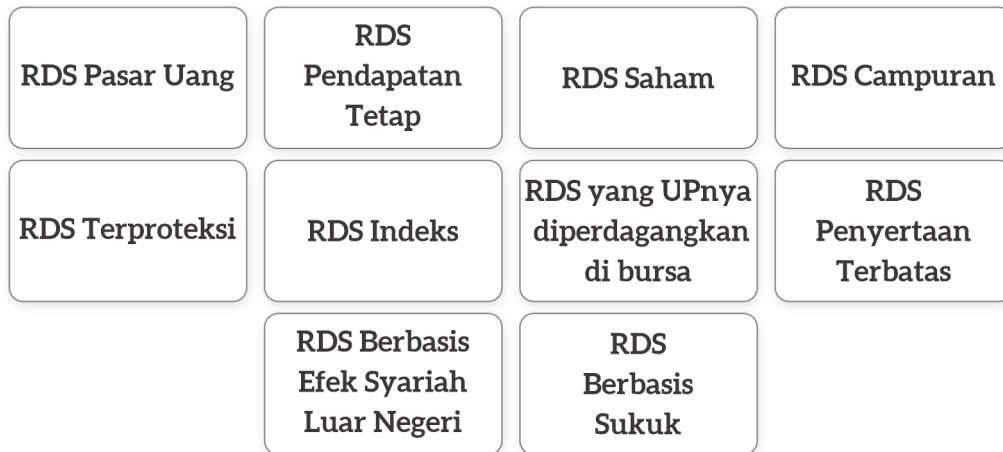 RDS Pasar Uang
RDS
Pendapatan
Tetap
RDS Saham
RDS Campuran
RDS Terproteksi
RDS Indeks
RDS yang UPnya
diperdagangkan
di bursa
RDS
Penyertaan
Terbatas
RDS Berbasis
Efek Syariah
Luar Negeri
RDS
Berbasis
Sukuk